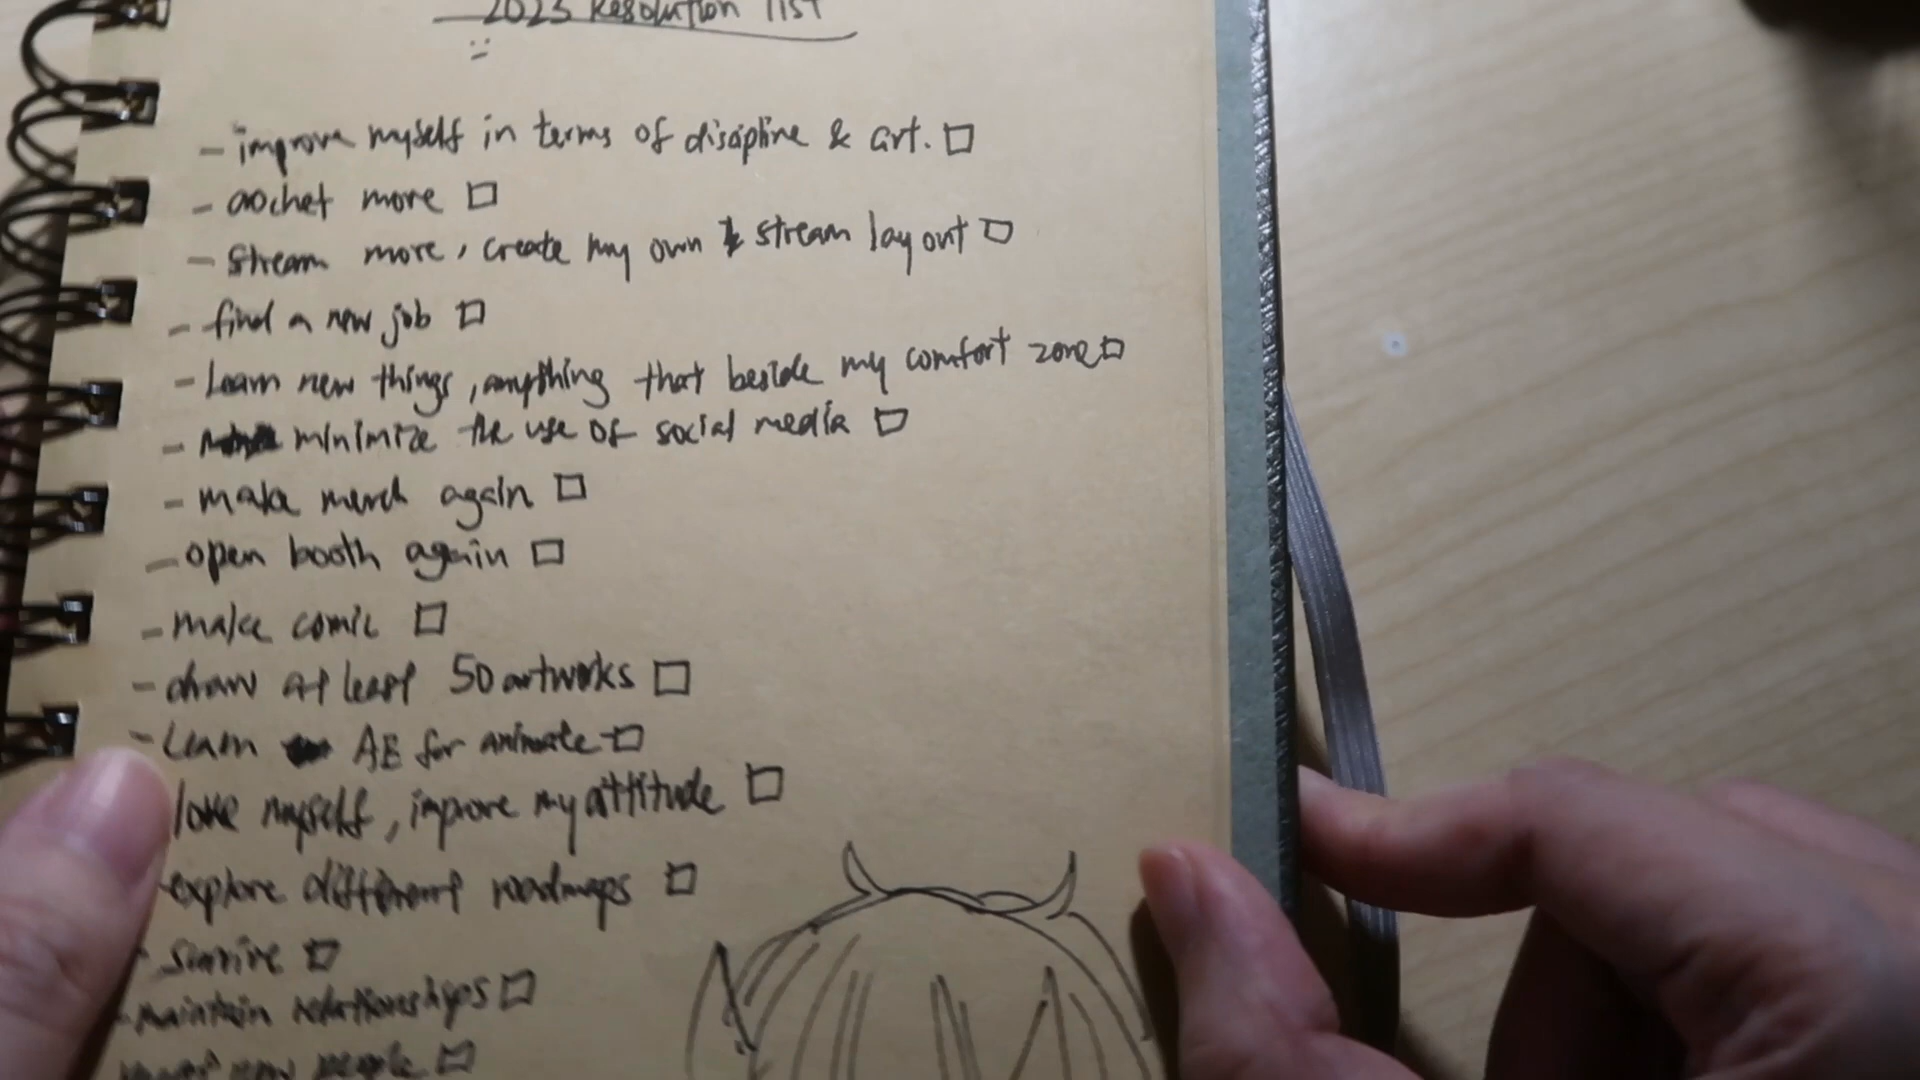 2023 Resolution list
- improve myself in terms of discipline & art. □
- crochet more □
- stream more, create my own stream layout □
- find a new job □
- Learn new things, anything that beside my comfort zone □
- minimize the use of social media □
- make merch again □
- open booth again □
- make comic □
- draw at least 50 artworks □
- Learn AE for animate □
love myself, improve my attitude □
explore different roadmaps □
- survive □
- maintain relationships □
new people □